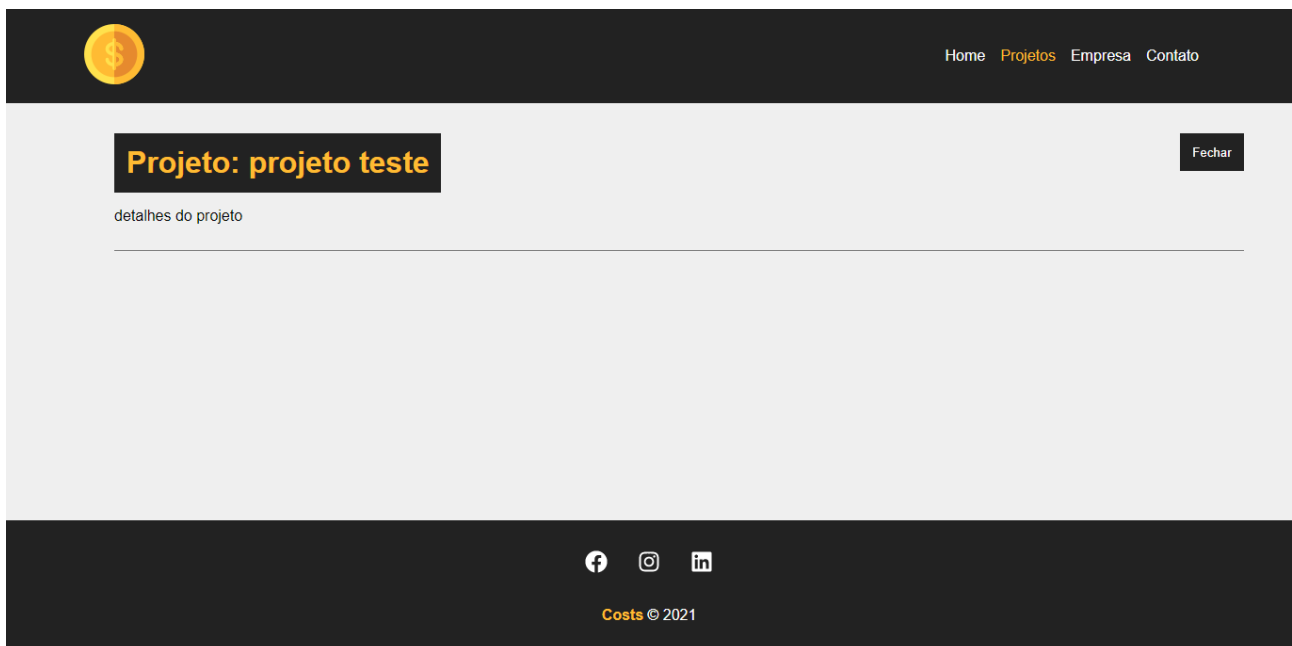 $
Home Projetos Empresa Contato
Projeto: projeto teste
Fechar
detalhes do projeto
Costs © 2021